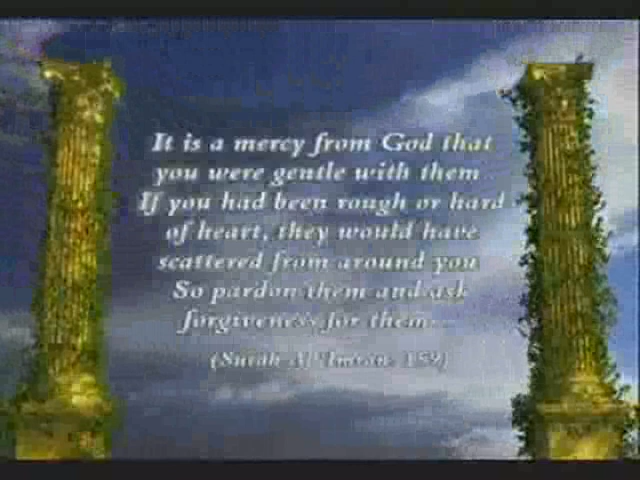 It is a mercy from God that
you were gentle with them
If you had been rough or hard
of heart, they would have
scattered from around you
So pardon them and ask
forgiveness for them...
(Surah Al 'Imran: 159)